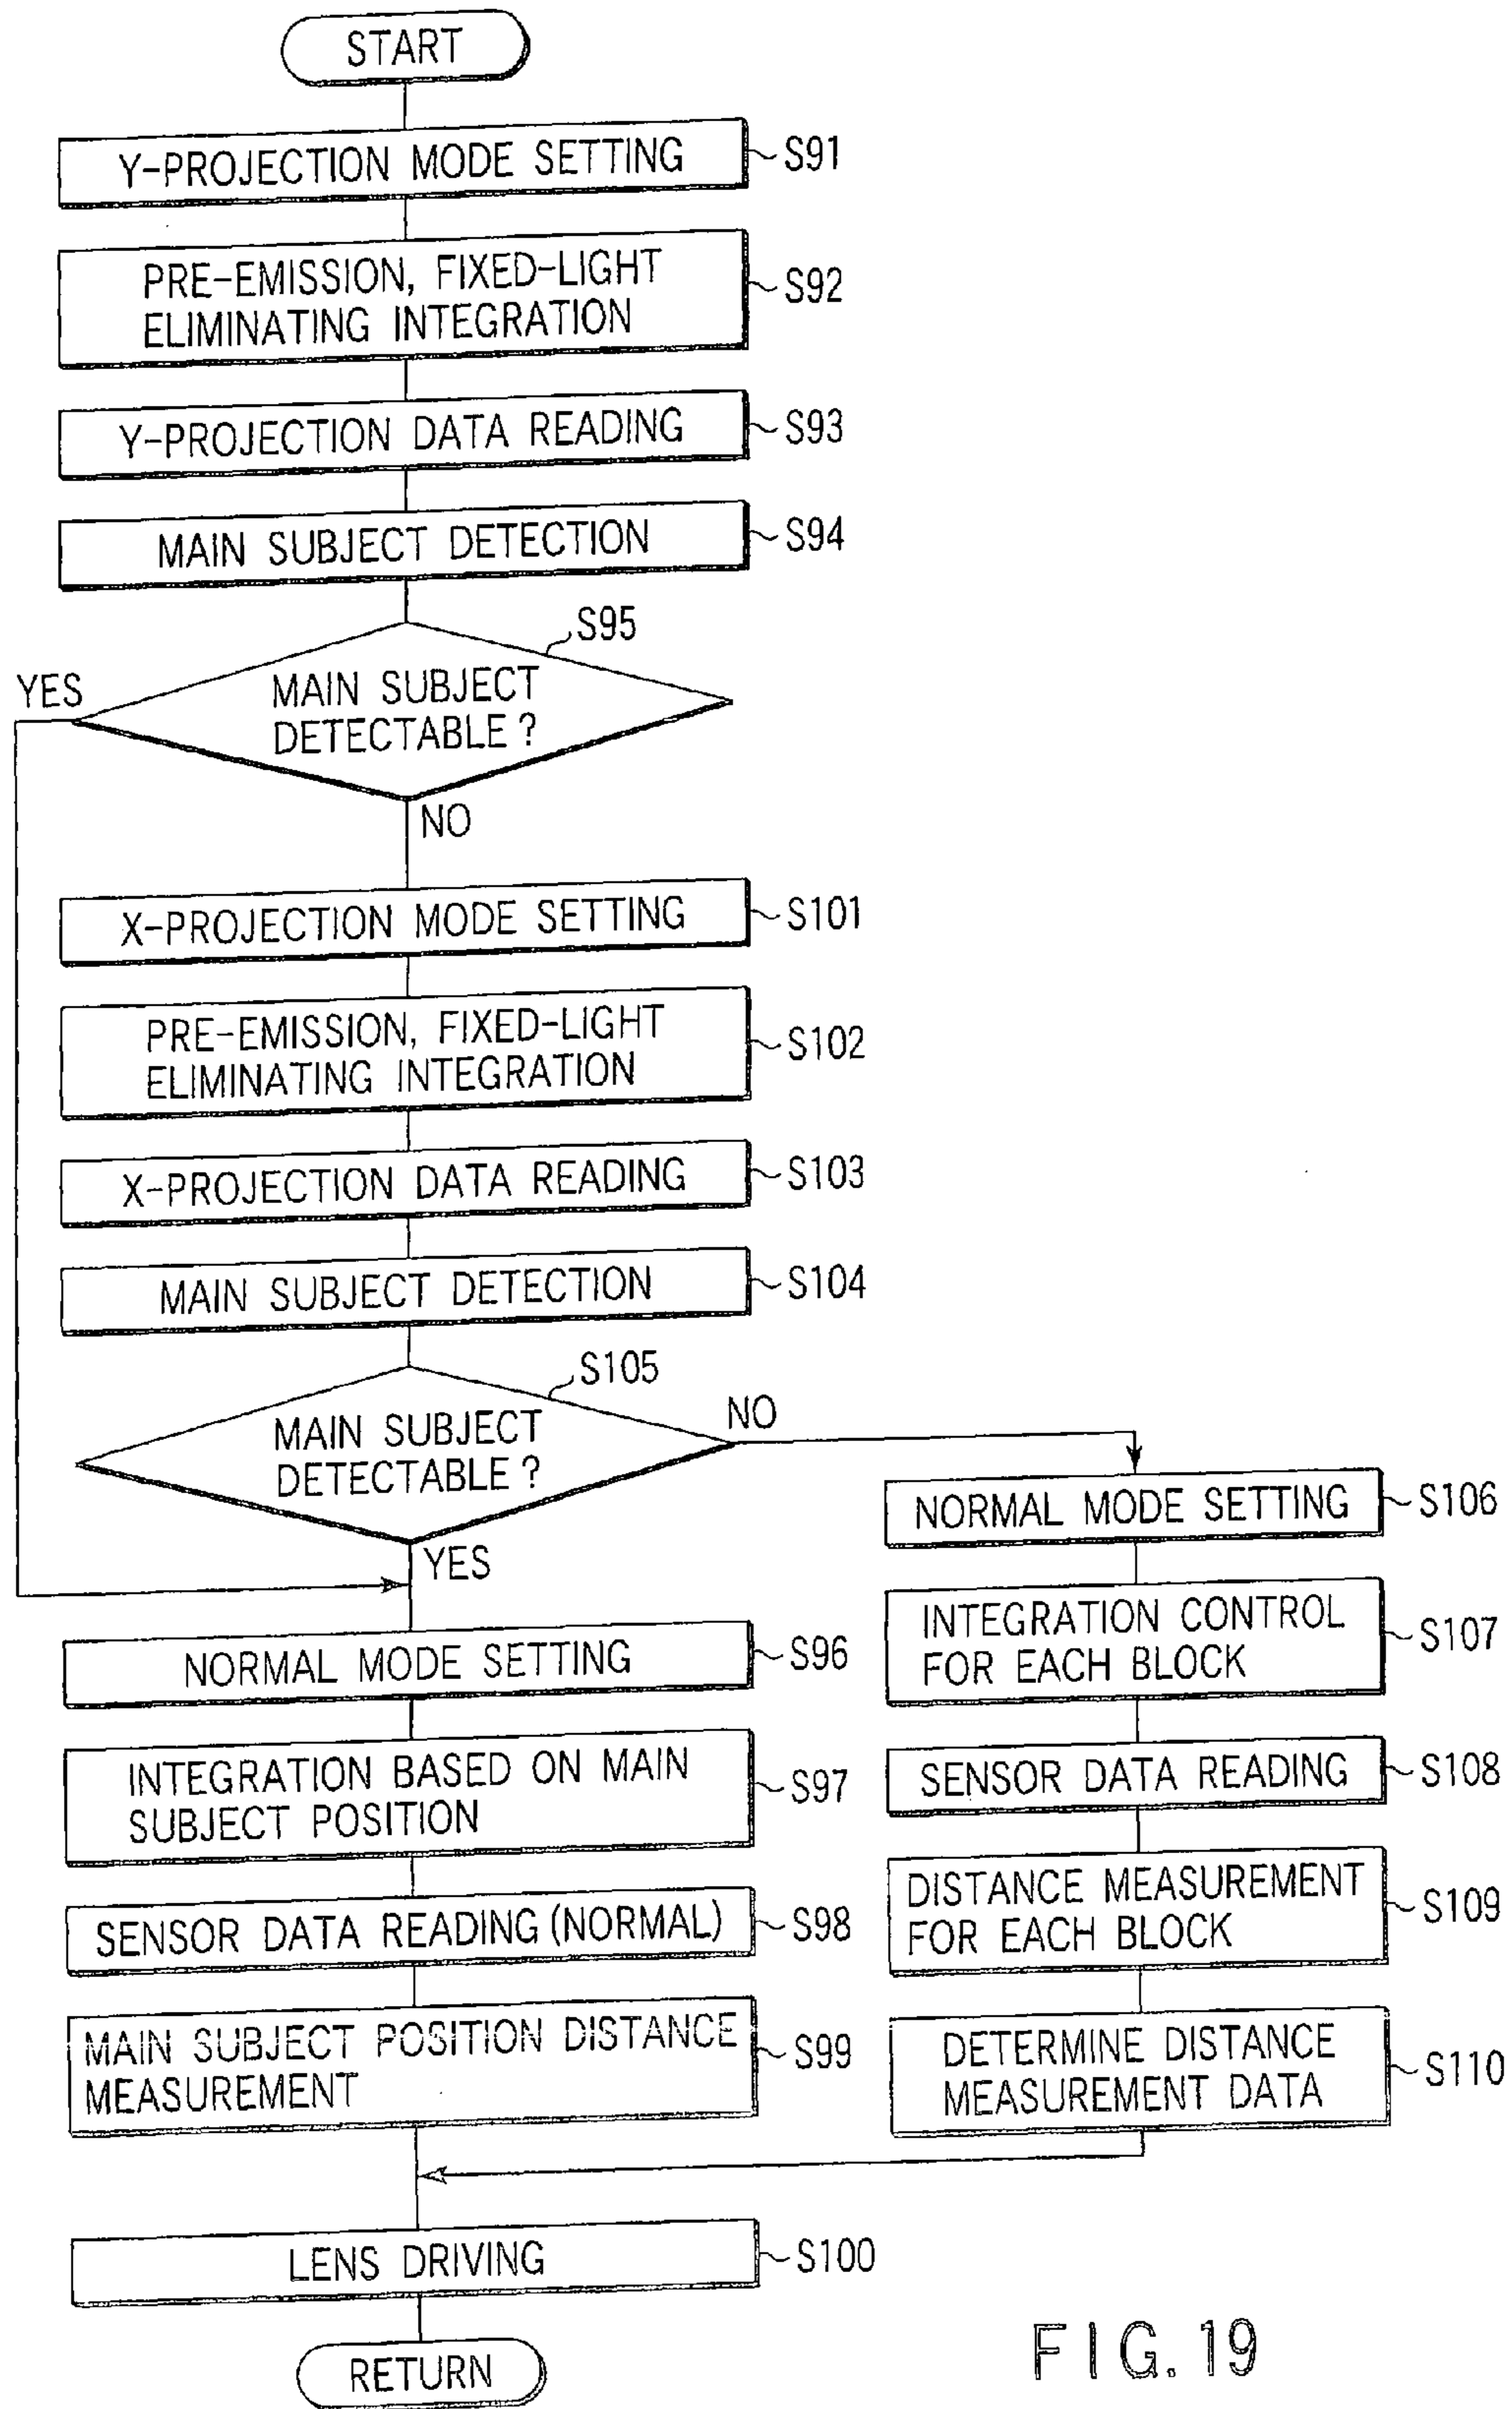 START
Y-PROJECTION MODE SETTING
S91
PRE-EMISSION, FIXED-LIGHT
ELIMINATING INTEGRATION
S92
Y-PROJECTION DATA READING
S93
MAIN SUBJECT DETECTION
S94
S95
YES
MAIN SUBJECT
DETECTABLE ?
NO
X-PROJECTION MODE SETTING
S101
PRE-EMISSION, FIXED-LIGHT
ELIMINATING INTEGRATION
S102
X-PROJECTION DATA READING
S103
MAIN SUBJECT DETECTION
S104
S105
MAIN SUBJECT
DETECTABLE ?
NO
YES
NORMAL MODE SETTING
S96
INTEGRATION BASED ON MAIN
SUBJECT POSITION
S97
SENSOR DATA READING (NORMAL)
S98
MAIN SUBJECT POSITION DISTANCE
MEASUREMENT
S99
NORMAL MODE SETTING
S106
INTEGRATION CONTROL
FOR EACH BLOCK
S107
SENSOR DATA READING
S108
DISTANCE MEASUREMENT
FOR EACH BLOCK
S109
DETERMINE DISTANCE
MEASUREMENT DATA
S110
LENS DRIVING
S100
RETURN
FIG. 19